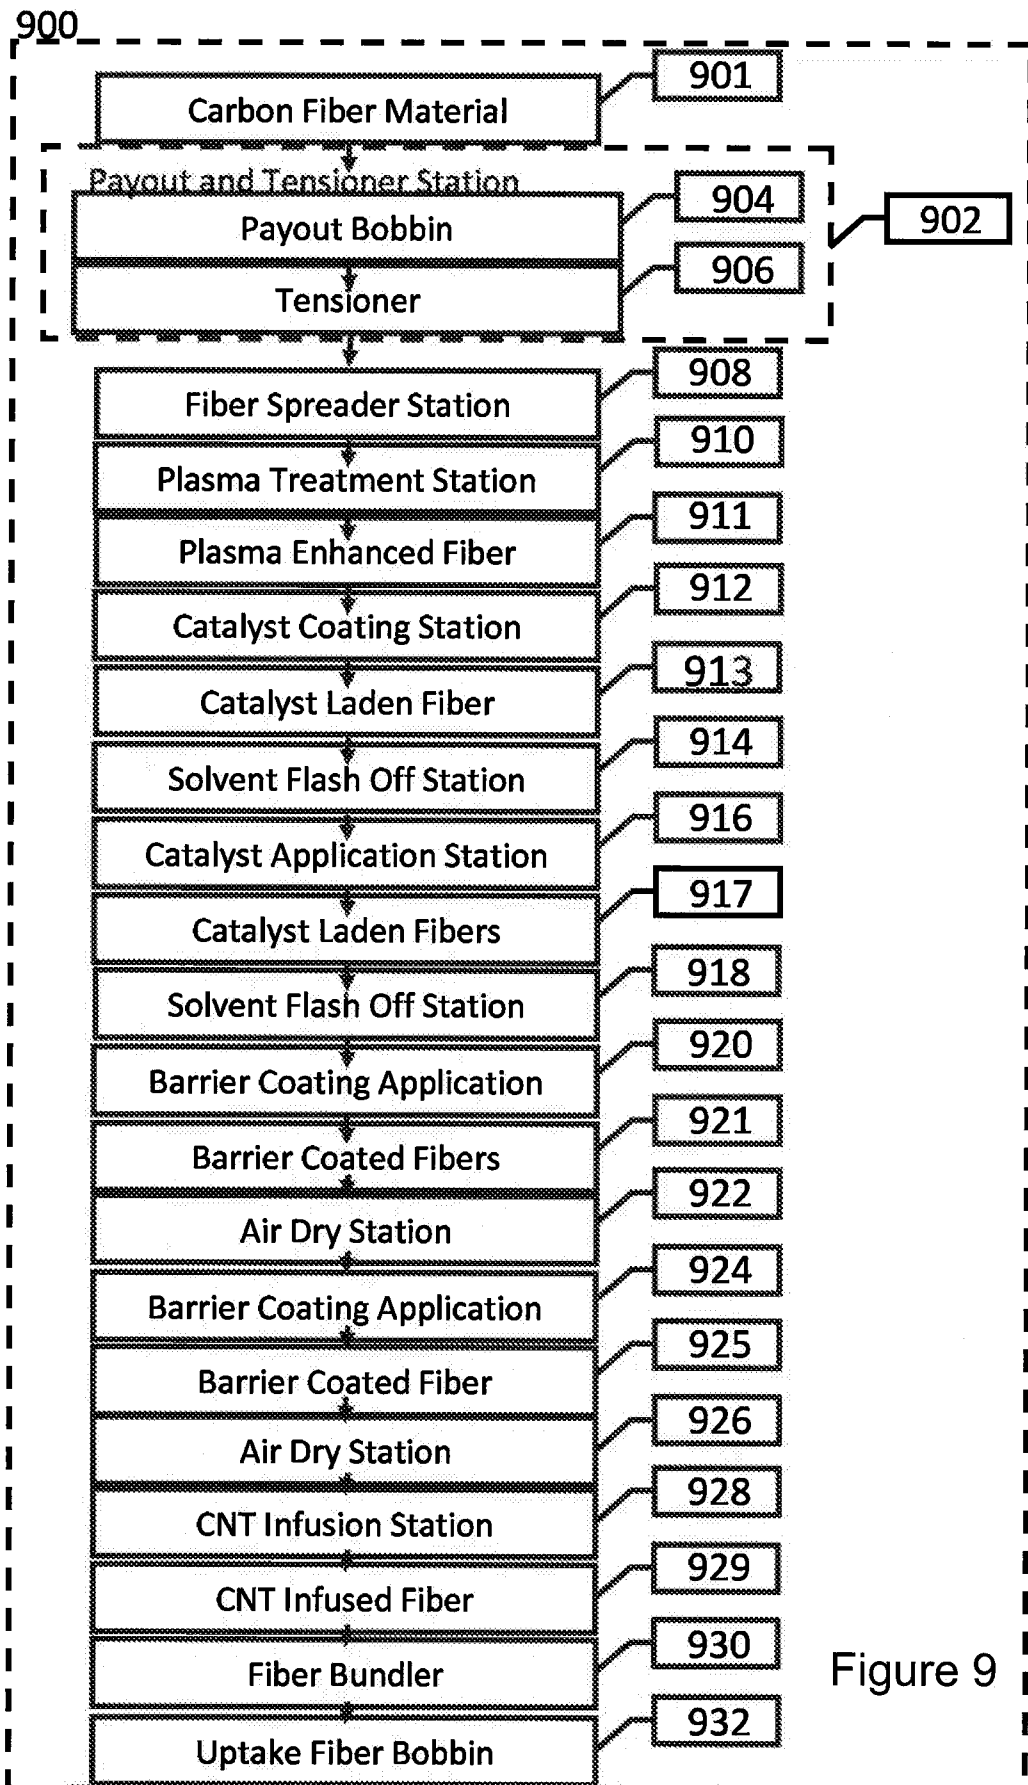 900
Carbon Fiber Material
901
Payout and Tensioner Station
Payout Bobbin
904
902
Tensioner
906
Fiber Spreader Station
908
Plasma Treatment Station
910
Plasma Enhanced Fiber
911
Catalyst Coating Station
912
Catalyst Laden Fiber
913
Solvent Flash Off Station
914
Catalyst Application Station
916
Catalyst Laden Fibers
917
Solvent Flash Off Station
918
Barrier Coating Application
920
Barrier Coated Fibers
921
Air Dry Station
922
Barrier Coating Application
924
Barrier Coated Fiber
925
Air Dry Station
926
CNT Infusion Station
928
CNT Infused Fiber
929
Fiber Bundler
930
Uptake Fiber Bobbin
932
Figure 9